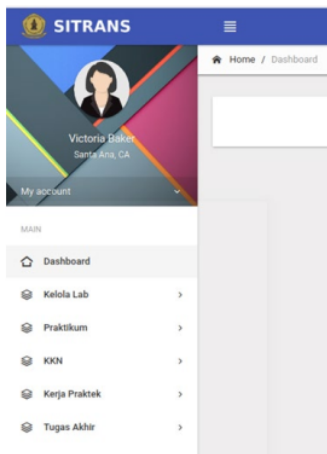 SITRANS
Home / Dashboard
Victoria Baker
Santa Ana, CA
My account
MAIN
Dashboard
Kelola Lab
Praktikum
KKN
Kerja Praktek
Tugas Akhir